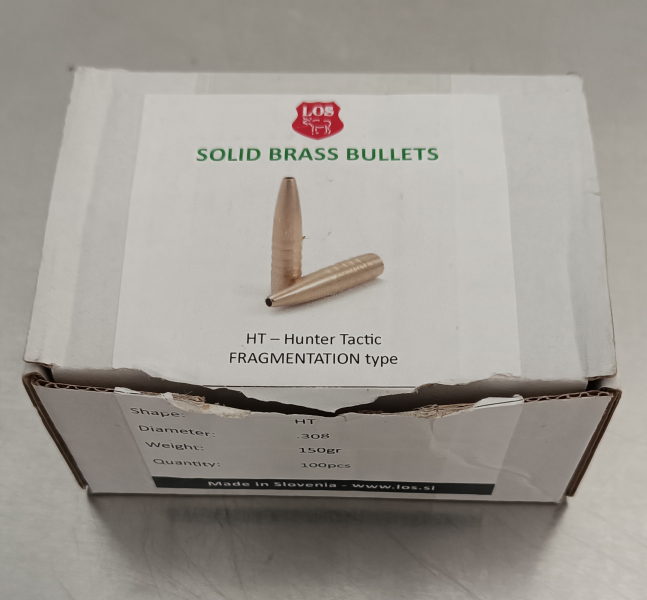 LOS
SOLID BRASS BULLETS
HT – Hunter Tactic
FRAGMENTATION type
Shape: HT
Diameter: .308
Weight: 150gr
Quantity: 100pcs
Made in Slovenia - www.los.si